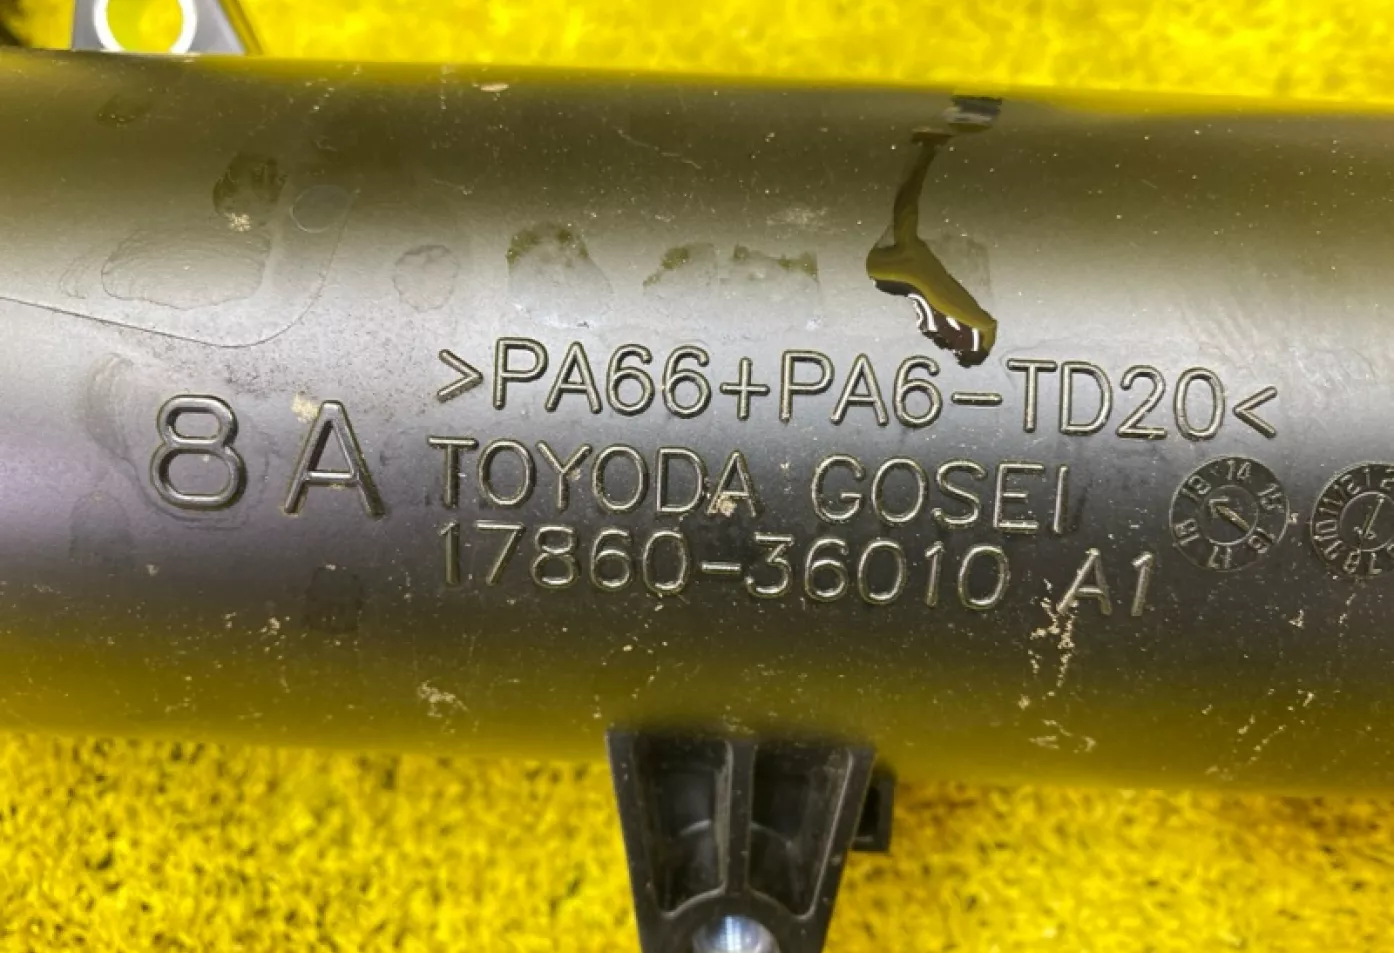 >PA66+PA6-TD20<
8A
TOYODA GOSEI
17860-36010 A1